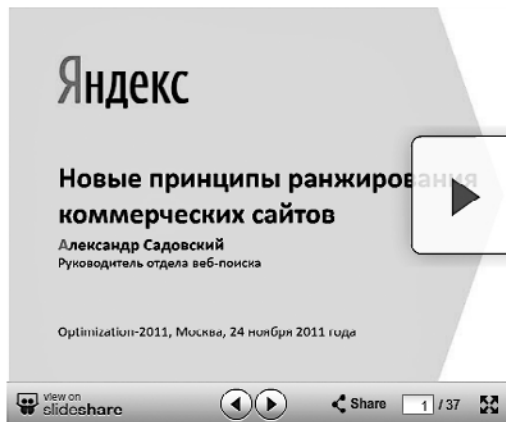 Яндекс
Новые принципы ранжирования
коммерческих сайтов
Александр Садовский
Руководитель отдела веб-поиска
Optimization-2011, Москва, 24 ноября 2011 года
view on
slideshare
Share
1 / 37